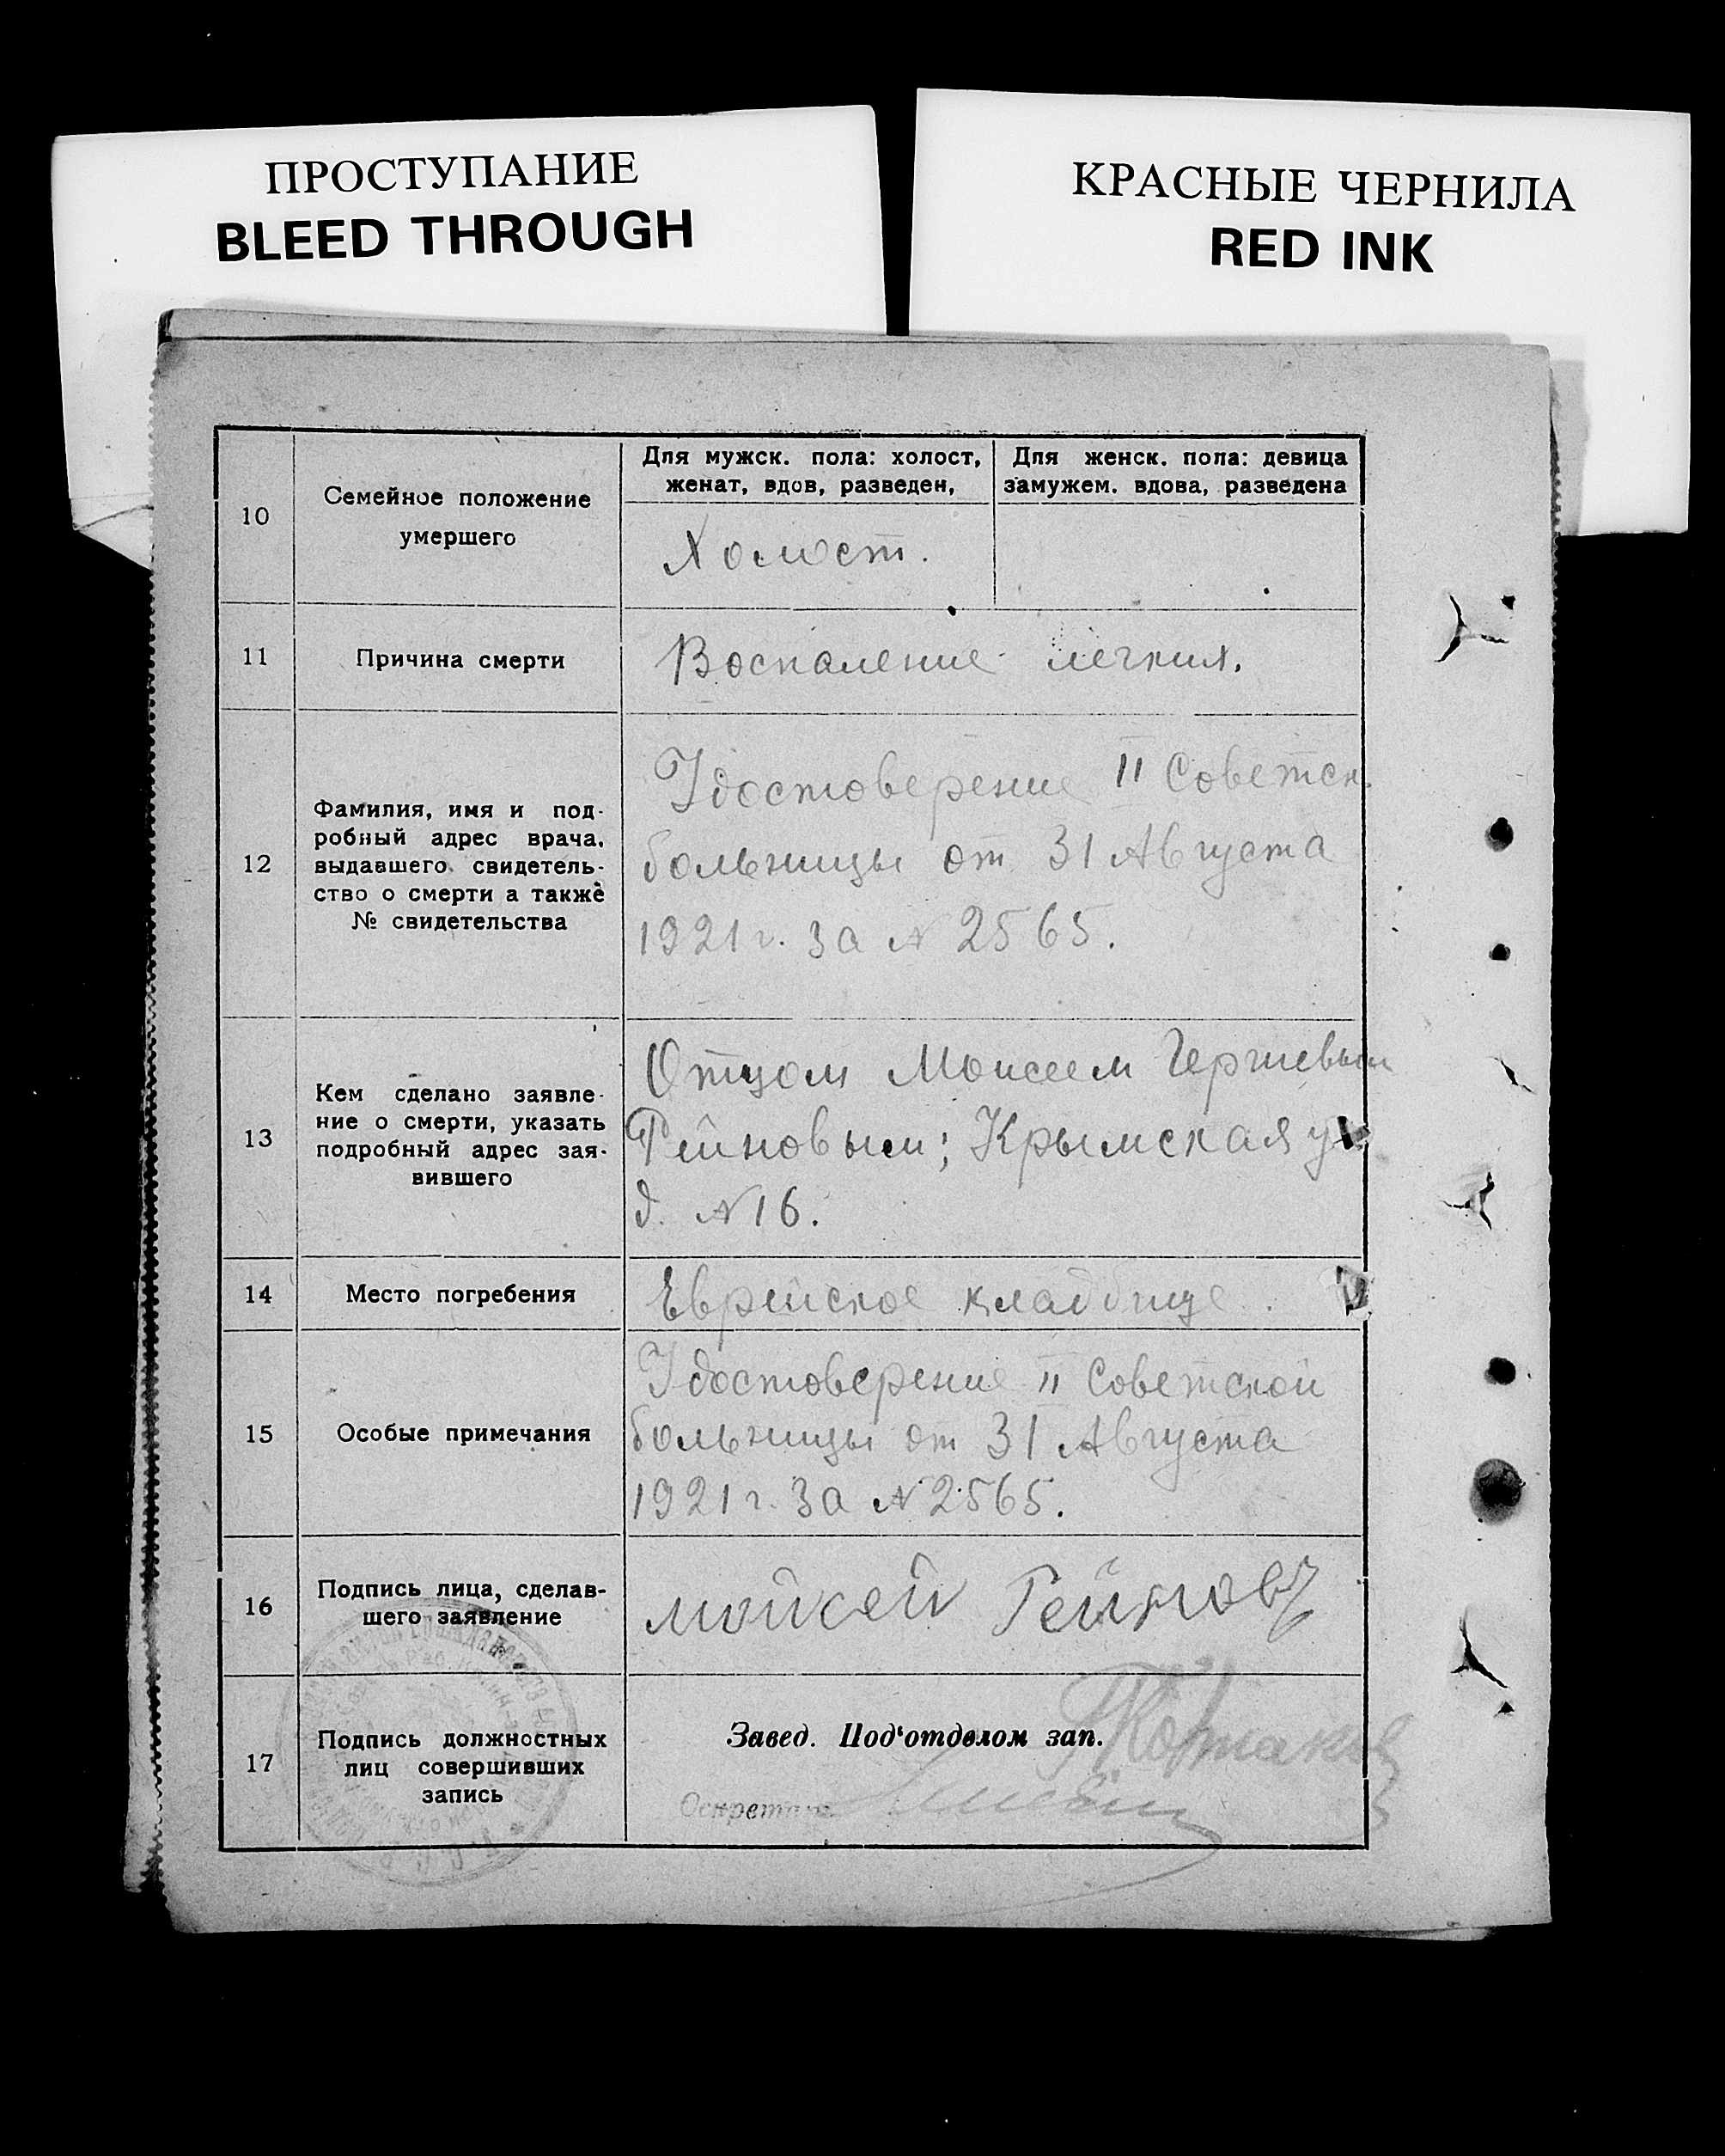 ПРОСТУПАНИЕ
BLEED THROUGH
КРАСНЫЕ ЧЕРНИЛА
RED INK
10
Семейное положение
умершего
Для мужск. пола: холост,
женат, вдов, разведен,
Для женск. пола: девица
замужем. вдова, разведена
Холост.
11
Причина смерти
Воспаление легких.
12
Фамилия, имя и под-
робный адрес врача,
выдавшего свидетель-
ство о смерти а также
№ свидетельства
Удостоверение II Советск.
больницы от 31 Августа
1921 г. за № 2565.
13
Кем сделано заявле-
ние о смерти, указать
подробный адрес зая-
вившего
Отцом Моисеем Гершевым
Рейновым; Крымская ул
д. № 16.
14
Место погребения
Еврейское кладбище.
15
Особые примечания
Удостоверение II Советской
больницы от 31 Августа
1921 г. за № 2565.
16
Подпись лица, сделав-
шего заявление
мойсей Рейновъ
17
Подпись должностных
лиц совершивших
запись
Завед. Под'отделом зап.